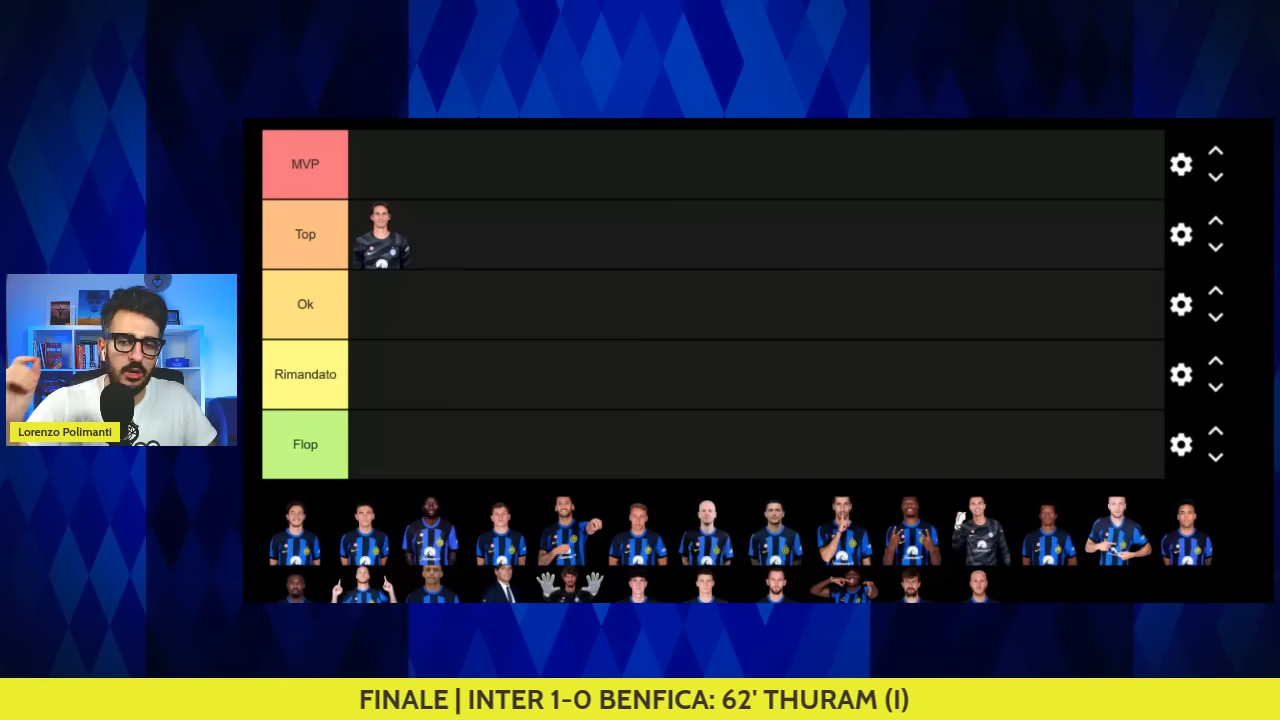 MVP
Top
Ok
Rimandato
Flop
Lorenzo Polimanti
FINALE | INTER 1-0 BENFICA: 62' THURAM (I)